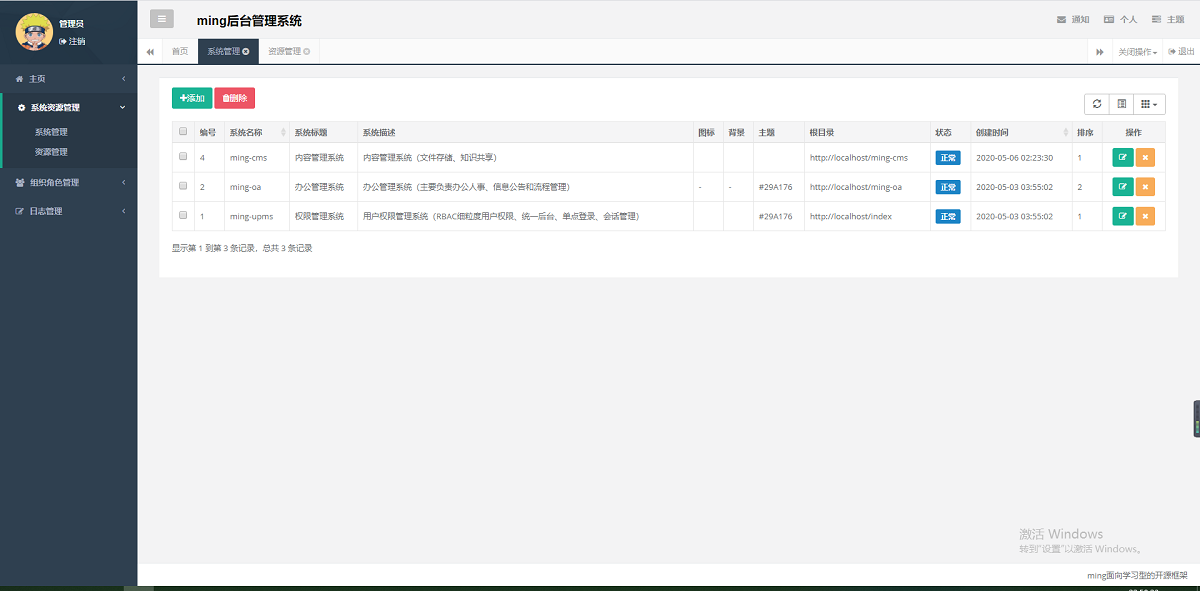 管理员
注销
主页
系统资源管理
系统管理
资源管理
组织角色管理
日志管理
ming后台管理系统
通知 个人 主题
首页 系统管理 资源管理 关闭操作 退出
添加 删除
编号 系统名称 系统标题 系统描述 图标 背景 主题 根目录 状态 创建时间 排序 操作
4 ming-cms 内容管理系统 内容管理系统（文件存储、知识共享） http://localhost/ming-cms 正常 2020-05-06 02:23:30 1
2 ming-oa 办公管理系统 办公管理系统（主要负责办公人事、信息公告和流程管理） - - #29A176 http://localhost/ming-oa 正常 2020-05-03 03:55:02 2
1 ming-upms 权限管理系统 用户权限管理系统（RBAC细粒度用户权限、统一后台、单点登录、会话管理） #29A176 http://localhost/index 正常 2020-05-03 03:55:02 1
显示第 1 到第 3 条记录，总共 3 条记录
激活 Windows
转到"设置"以激活 Windows。
ming面向学习型的开源框架